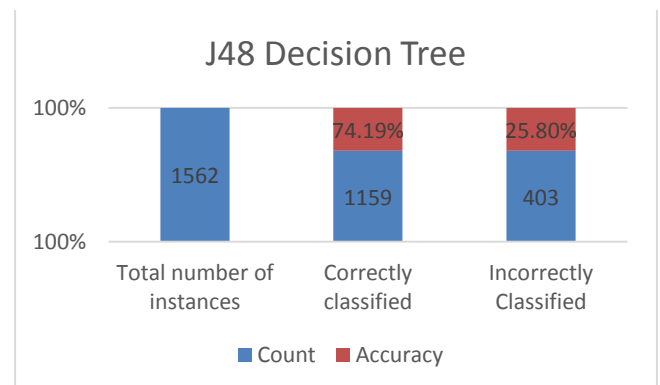 J48 Decision Tree
100%
74.19%
25.80%
1562
1159
403
100%
Total number of
instances
Correctly
classified
Incorrectly
Classified
Count
Accuracy